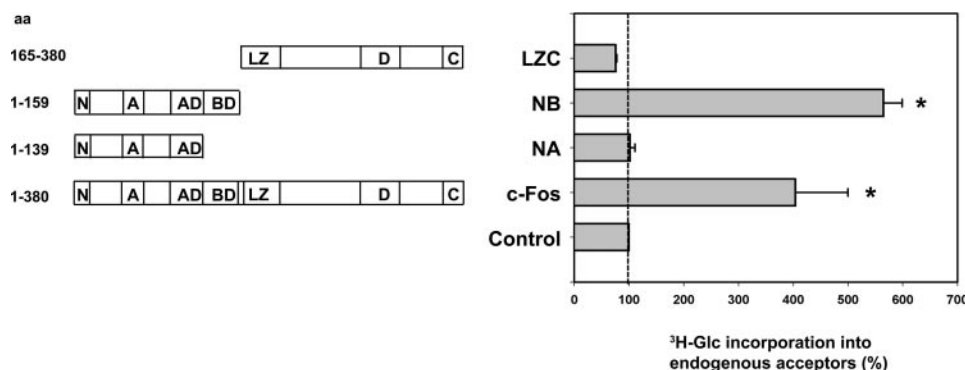 aa
165-380 LZ D C
1-159 N A AD BD
1-139 N A AD
1-380 N A AD BD LZ D C
LZC
NB *
NA
c-Fos *
Control
0 100 200 300 400 500 600 700
³H-Glc incorporation into
endogenous acceptors (%)